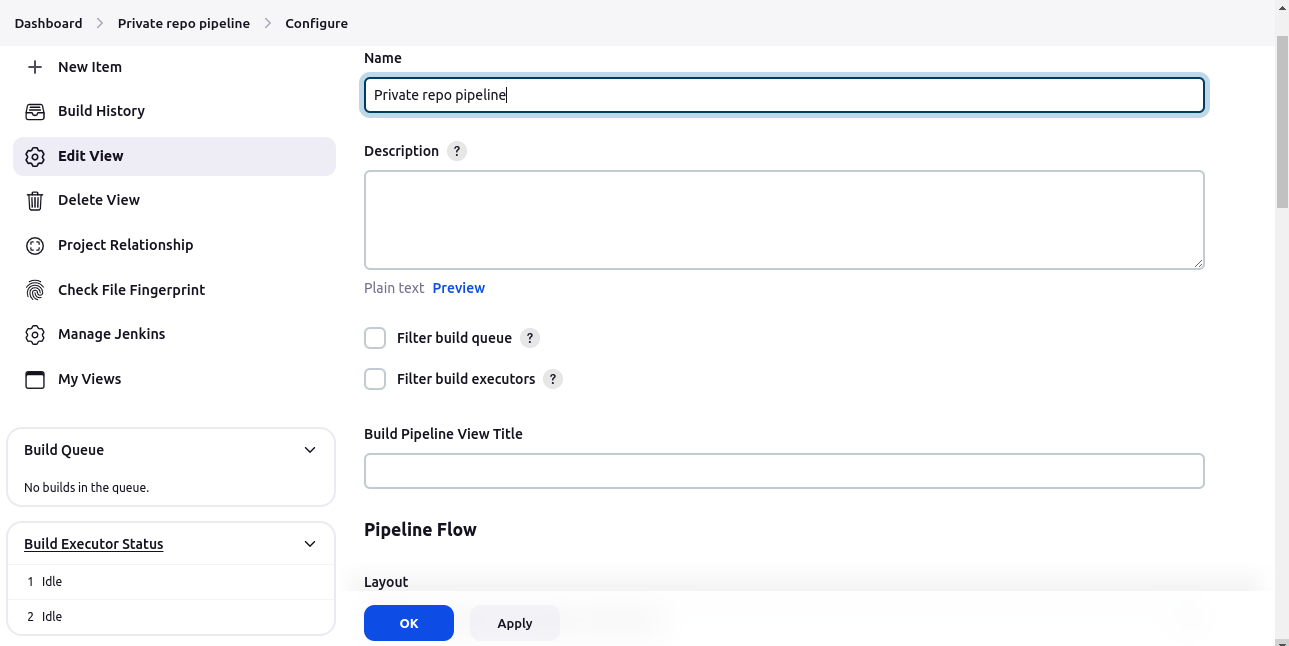 Dashboard > Private repo pipeline > Configure
New Item
Build History
Edit View
Delete View
Project Relationship
Check File Fingerprint
Manage Jenkins
My Views
Build Queue
No builds in the queue.
Build Executor Status
1 Idle
2 Idle
Name
Private repo pipeline
Description ?
Plain text Preview
Filter build queue ?
Filter build executors ?
Build Pipeline View Title
Pipeline Flow
Layout
OK Apply